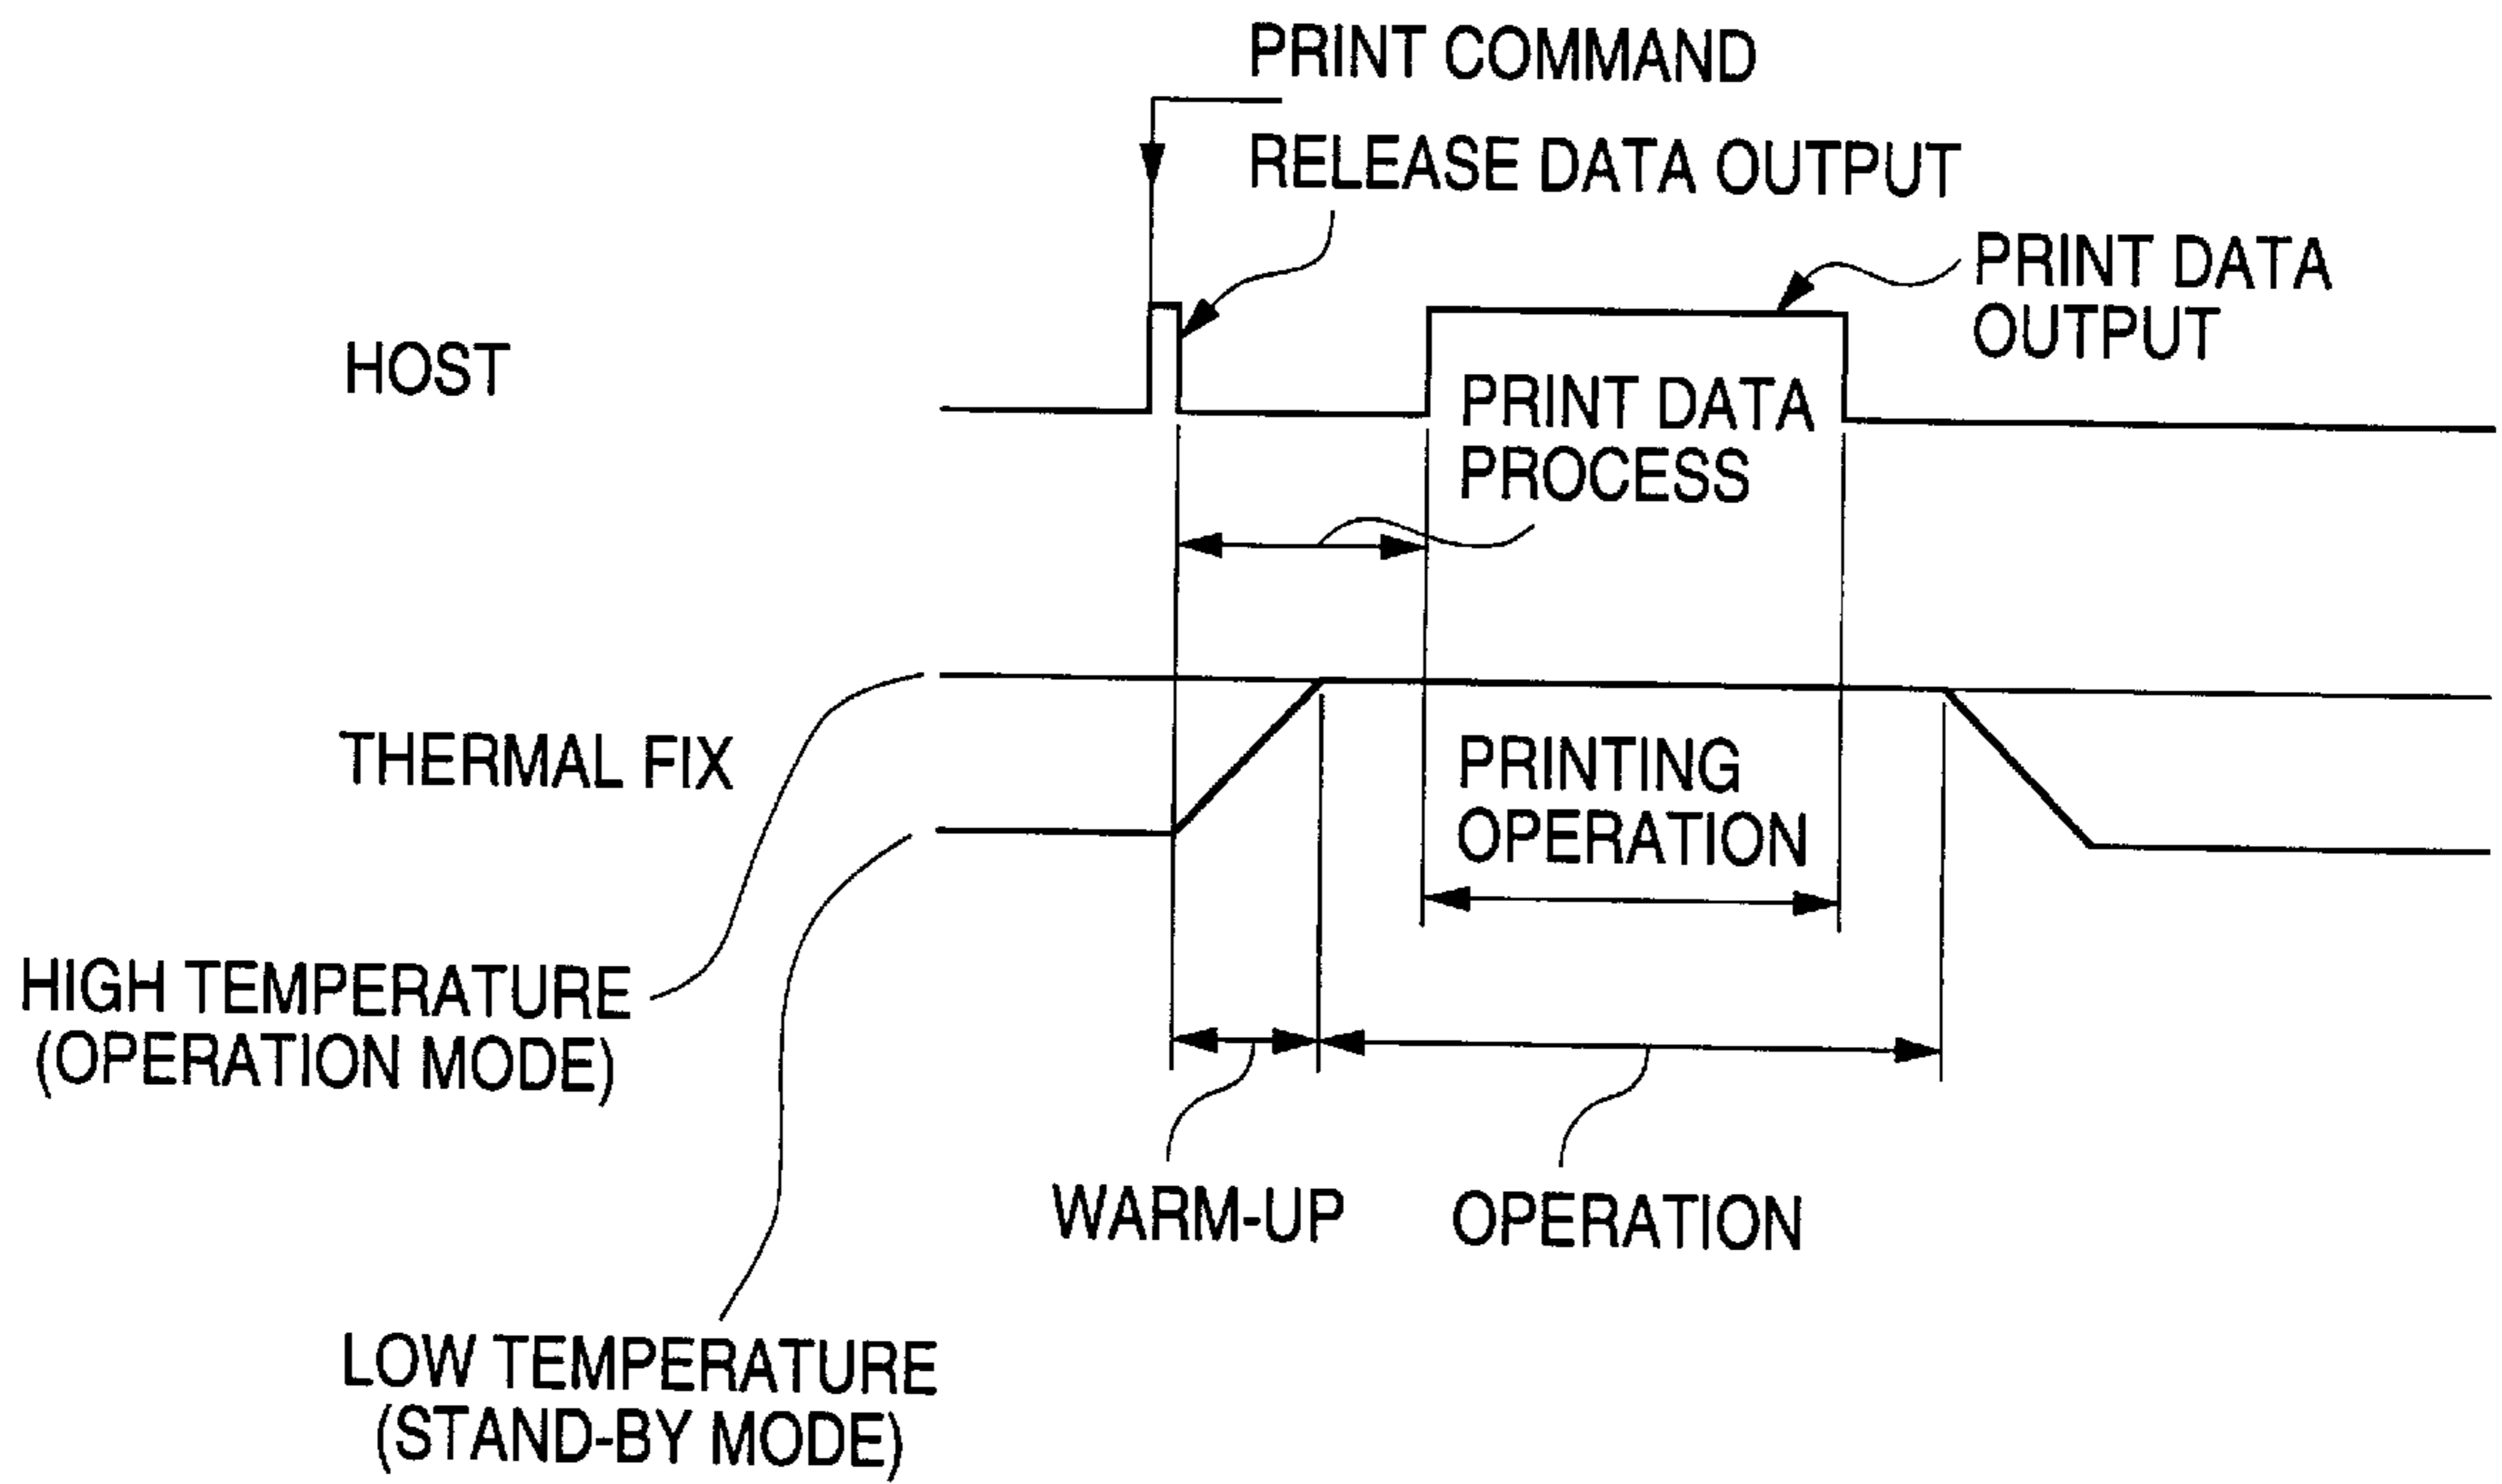 PRINT COMMAND
RELEASE DATA OUTPUT
PRINT DATA
OUTPUT
HOST
PRINT DATA
PROCESS
THERMAL FIX
PRINTING
OPERATION
HIGH TEMPERATURE
(OPERATION MODE)
WARM-UP
OPERATION
LOW TEMPERATURE
(STAND-BY MODE)